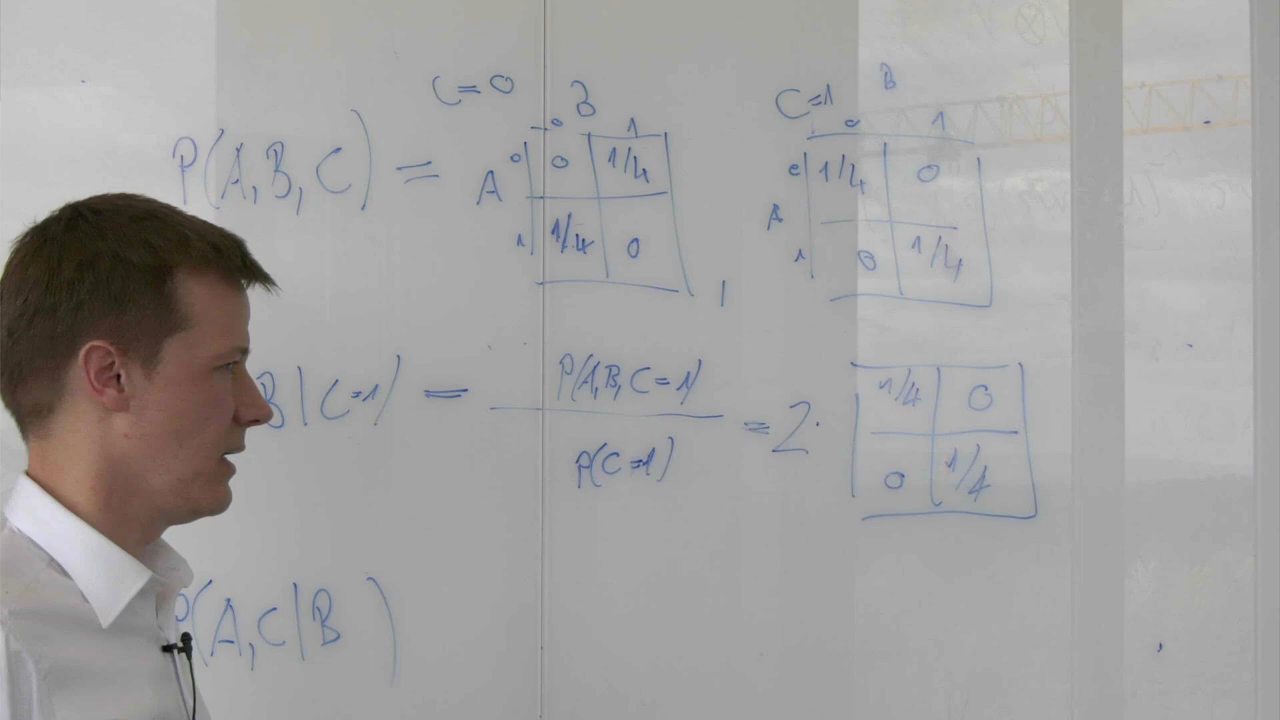 C=0 B C=1 B
0 1 0 1
P(A,B,C) = A 0 0 1/4 A 0 1/4 0
1 1/4 0 , 1 0 1/4
B|C=1) = P(A,B,C=1) = 2· 1/4 0
P(C=1) 0 1/4
P(A,C|B )